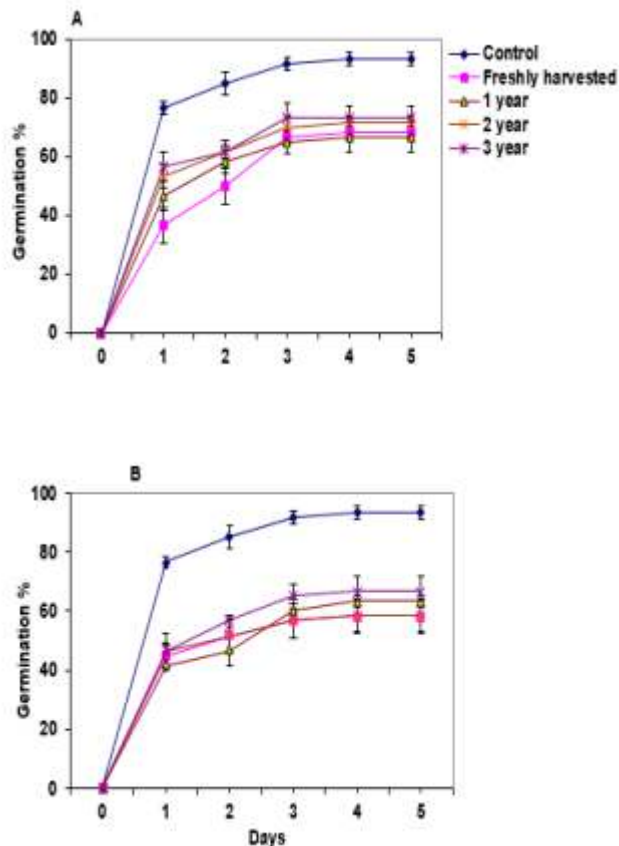 A
100
80
60
40
20
0
Germination %
0 1 2 3 4 5
Control
Freshly harvested
1 year
2 year
3 year
B
100
80
60
40
20
0
Germination %
0 1 2 3 4 5
Days